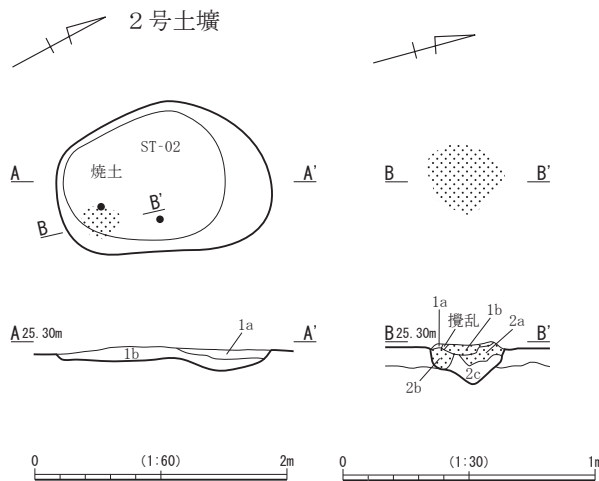 2号土壙
ST-02
焼土
A A'
B B'
B B'
A 25.30m A'
1a
1b
B 25.30m B'
1a
攪乱
1b
2a
2b
2c
0 (1:60) 2m
0 (1:30) 1m